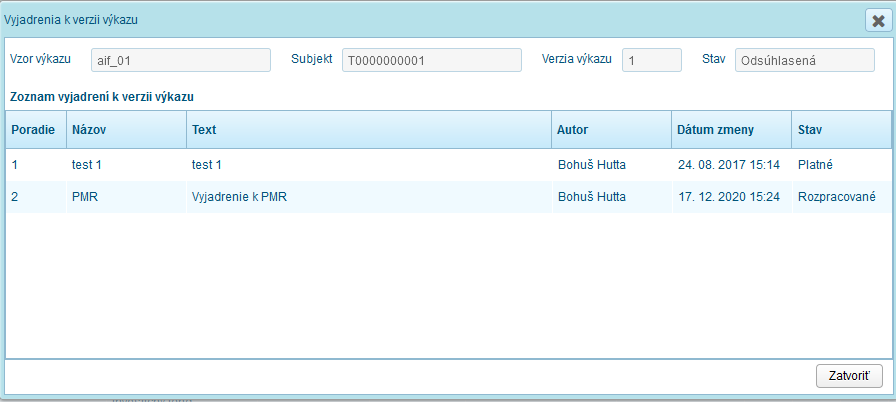 Vyjadrenia k verzii výkazu
Vzor výkazu aif_01 Subjekt T0000000001 Verzia výkazu 1 Stav Odsúhlasená
Zoznam vyjadrení k verzii výkazu
Poradie Názov Text Autor Dátum zmeny Stav
1 test 1 test 1 Bohuš Hutta 24. 08. 2017 15:14 Platné
2 PMR Vyjadrenie k PMR Bohuš Hutta 17. 12. 2020 15:24 Rozpracované
Zatvoriť